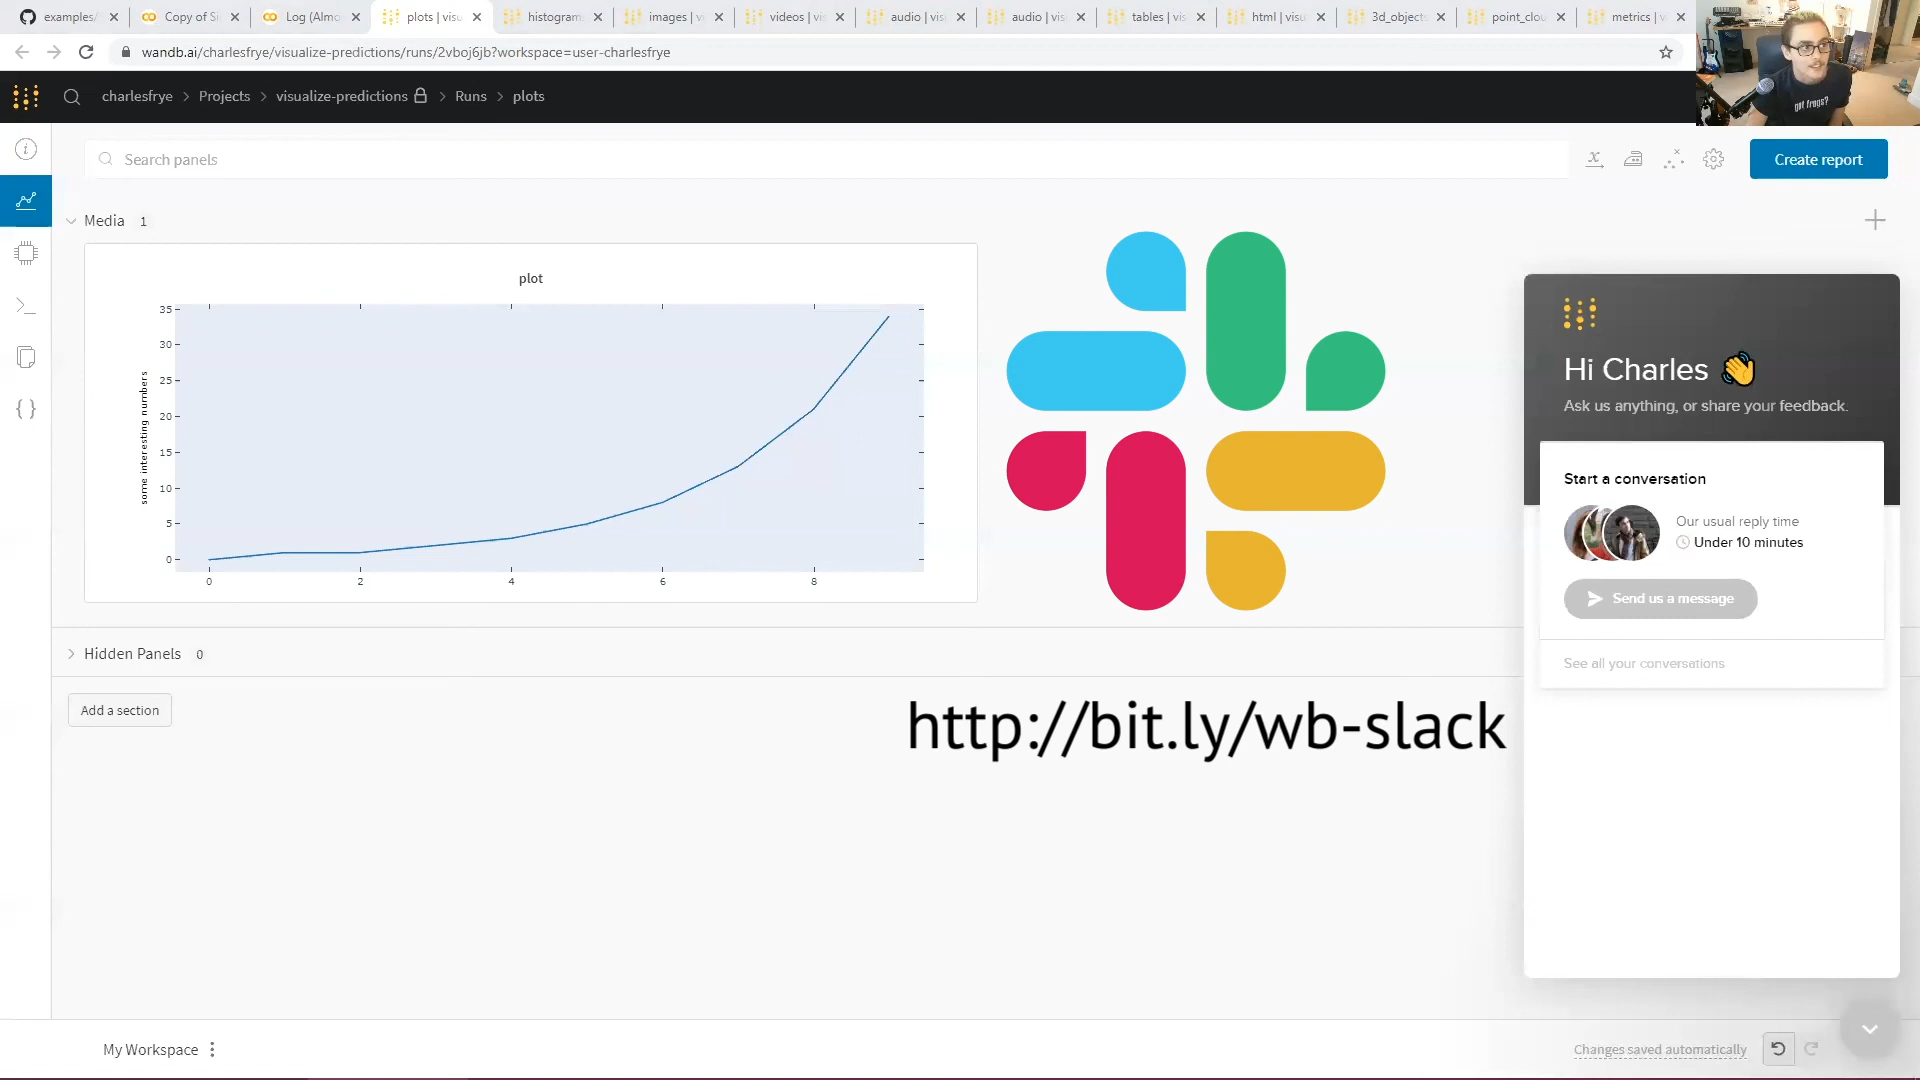 examples/
Copy of Si
Log (Almo
plots | visu
histogram
images | v
videos | vis
audio | vis
audio | vis
tables | vis
html | visu
3d_objects
point_clou
metrics | v
wandb.ai/charlesfrye/visualize-predictions/runs/2vboj6jb?workspace=user-charlesfrye
got frogs?
charlesfrye > Projects > visualize-predictions > Runs > plots
Search panels
Create report
Media 1
plot
35
30
25
20
15
10
5
0
some interesting numbers
0 2 4 6 8
Hi Charles 👋
Ask us anything, or share your feedback.
Start a conversation
Our usual reply time
Under 10 minutes
Send us a message
See all your conversations
Hidden Panels 0
Add a section
http://bit.ly/wb-slack
My Workspace
Changes saved automatically